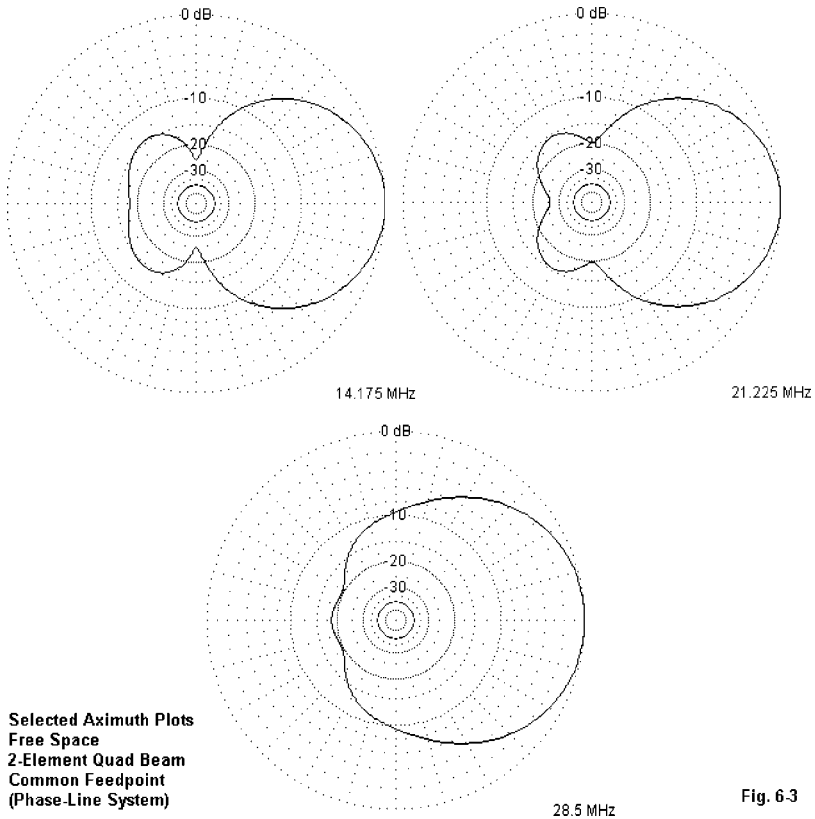 0 dB
-10
-20
-30
14.175 MHz
0 dB
-10
-20
-30
21.225 MHz
0 dB
-10
-20
-30
28.5 MHz
Selected Aximuth Plots
Free Space
2-Element Quad Beam
Common Feedpoint
(Phase-Line System)
Fig. 6-3